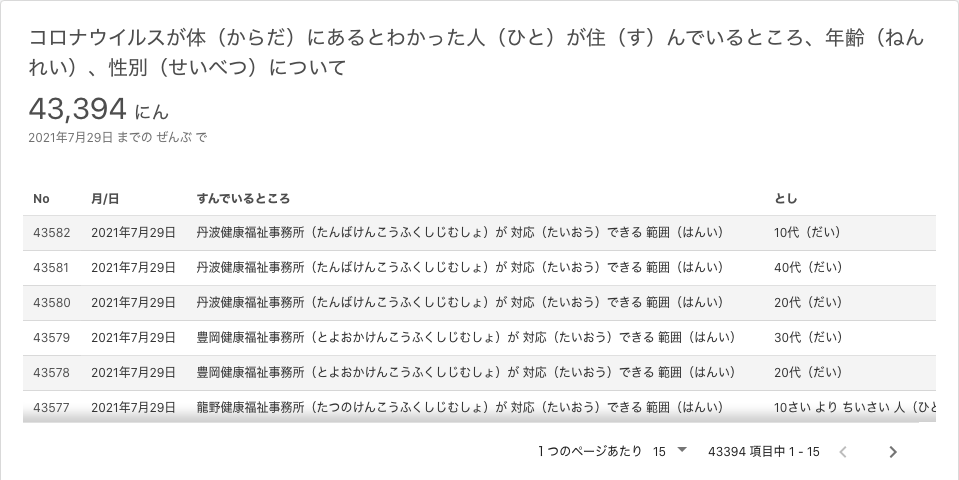 コロナウイルスが体（からだ）にあるとわかった人（ひと）が住（す）んでいるところ、年齢（ねん
れい）、性別（せいべつ）について
43,394 にん
2021年7月29日 までの ぜんぶ で
No 月/日 すんでいるところ とし
43582 2021年7月29日 丹波健康福祉事務所（たんばけんこうふくしじむしょ）が 対応（たいおう）できる 範囲（はんい） 10代（だい）
43581 2021年7月29日 丹波健康福祉事務所（たんばけんこうふくしじむしょ）が 対応（たいおう）できる 範囲（はんい） 40代（だい）
43580 2021年7月29日 丹波健康福祉事務所（たんばけんこうふくしじむしょ）が 対応（たいおう）できる 範囲（はんい） 20代（だい）
43579 2021年7月29日 豊岡健康福祉事務所（とよおかけんこうふくしじむしょ）が 対応（たいおう）できる 範囲（はんい） 30代（だい）
43578 2021年7月29日 豊岡健康福祉事務所（とよおかけんこうふくしじむしょ）が 対応（たいおう）できる 範囲（はんい） 20代（だい）
43577 2021年7月29日 龍野健康福祉事務所（たつのけんこうふくしじむしょ）が 対応（たいおう）できる 範囲（はんい） 10さい より ちいさい 人（ひと
1 つのページあたり 15 43394 項目中 1 - 15